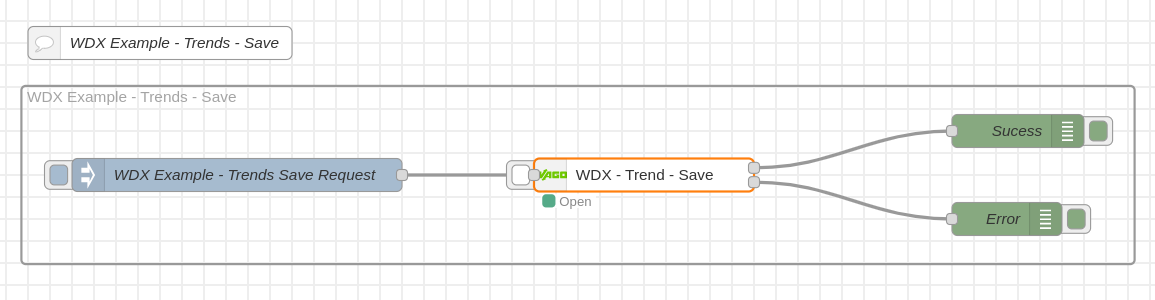 WDX Example - Trends - Save
WDX Example - Trends - Save
Sucess
WDX Example - Trends Save Request
WAGO WDX - Trend - Save
Open
Error